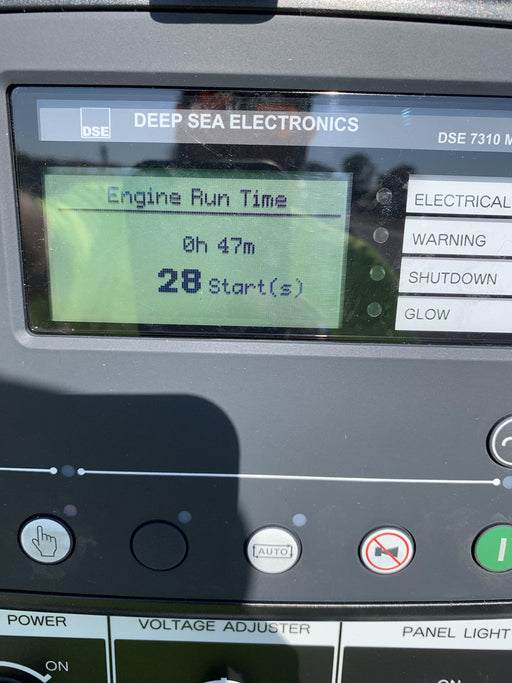 DSE
DEEP SEA ELECTRONICS
DSE 7310 M
Engine Run Time
0h 47m
28 Start(s)
ELECTRICAL
WARNING
SHUTDOWN
GLOW
AUTO
I
POWER
VOLTAGE ADJUSTER
PANEL LIGHT
ON
ON